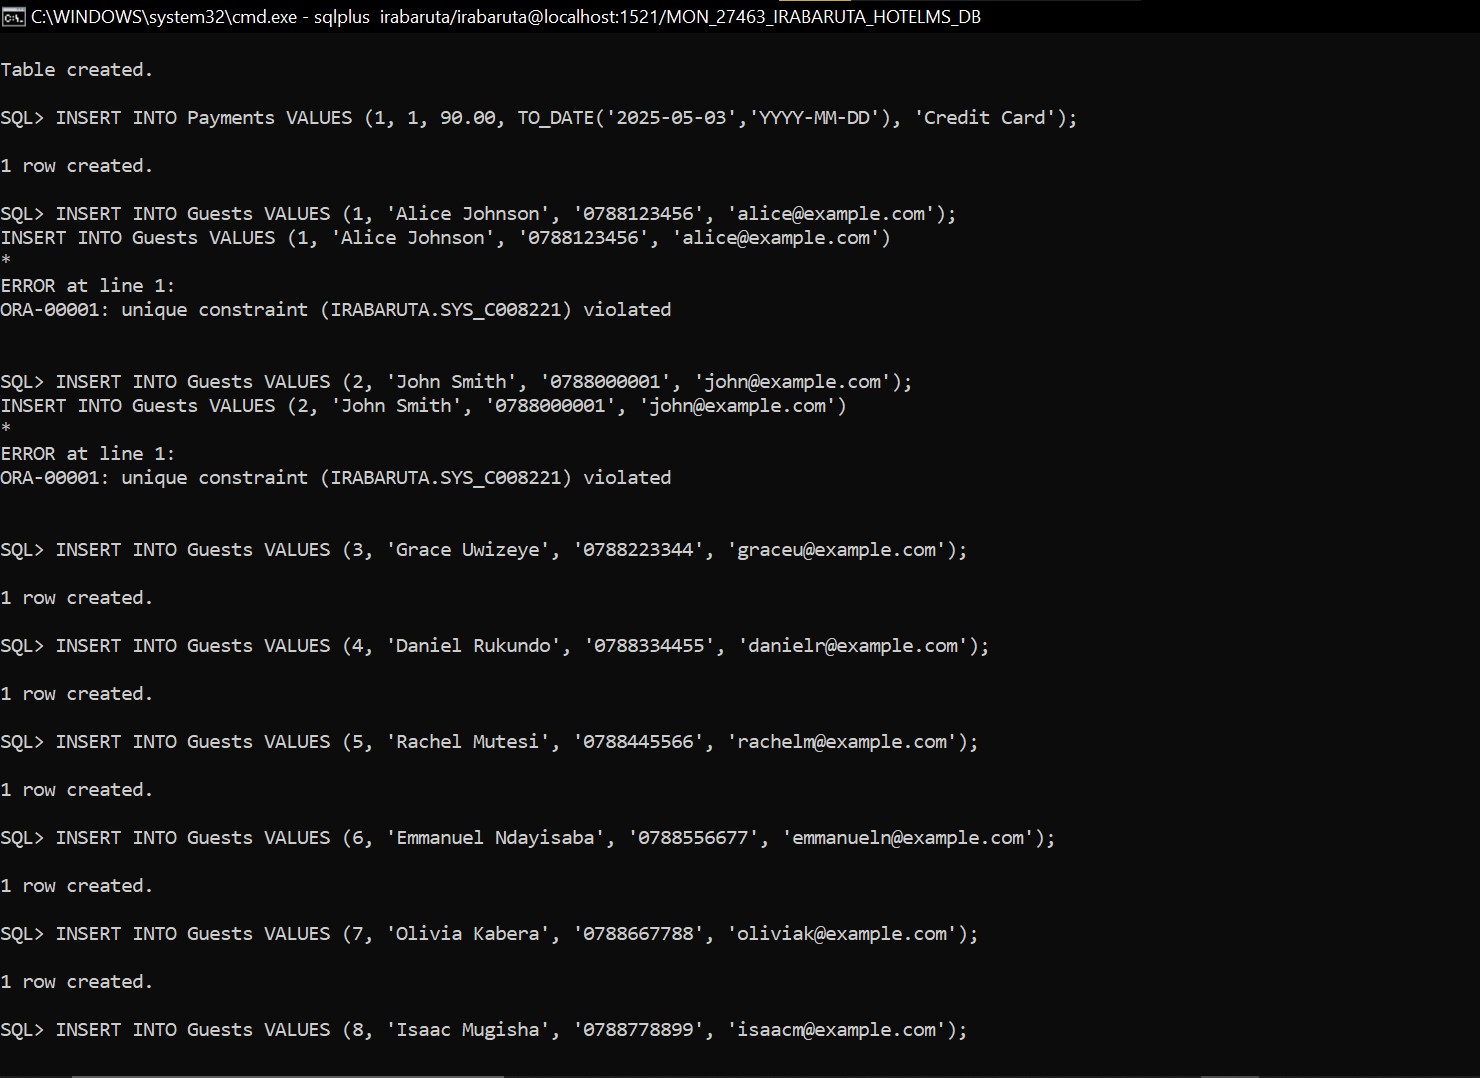 C:\WINDOWS\system32\cmd.exe - sqlplus  irabaruta/irabaruta@localhost:1521/MON_27463_IRABARUTA_HOTELMS_DB
Table created.
SQL> INSERT INTO Payments VALUES (1, 1, 90.00, TO_DATE('2025-05-03','YYYY-MM-DD'), 'Credit Card');
1 row created.
SQL> INSERT INTO Guests VALUES (1, 'Alice Johnson', '0788123456', 'alice@example.com');
INSERT INTO Guests VALUES (1, 'Alice Johnson', '0788123456', 'alice@example.com')
*
ERROR at line 1:
ORA-00001: unique constraint (IRABARUTA.SYS_C008221) violated
SQL> INSERT INTO Guests VALUES (2, 'John Smith', '0788000001', 'john@example.com');
INSERT INTO Guests VALUES (2, 'John Smith', '0788000001', 'john@example.com')
*
ERROR at line 1:
ORA-00001: unique constraint (IRABARUTA.SYS_C008221) violated
SQL> INSERT INTO Guests VALUES (3, 'Grace Uwizeye', '0788223344', 'graceu@example.com');
1 row created.
SQL> INSERT INTO Guests VALUES (4, 'Daniel Rukundo', '0788334455', 'danielr@example.com');
1 row created.
SQL> INSERT INTO Guests VALUES (5, 'Rachel Mutesi', '0788445566', 'rachelm@example.com');
1 row created.
SQL> INSERT INTO Guests VALUES (6, 'Emmanuel Ndayisaba', '0788556677', 'emmanueln@example.com');
1 row created.
SQL> INSERT INTO Guests VALUES (7, 'Olivia Kabera', '0788667788', 'oliviak@example.com');
1 row created.
SQL> INSERT INTO Guests VALUES (8, 'Isaac Mugisha', '0788778899', 'isaacm@example.com');